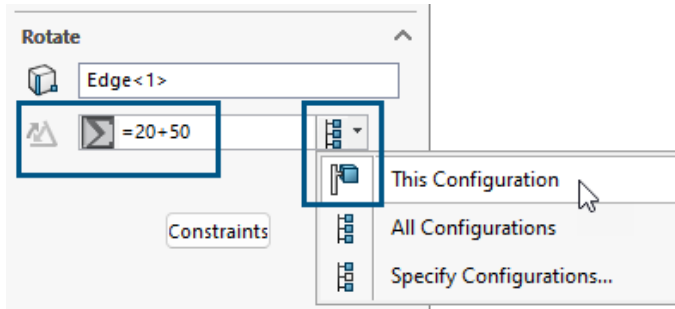 Rotate
Edge<1>
=20+50
This Configuration
Constraints
All Configurations
Specify Configurations...